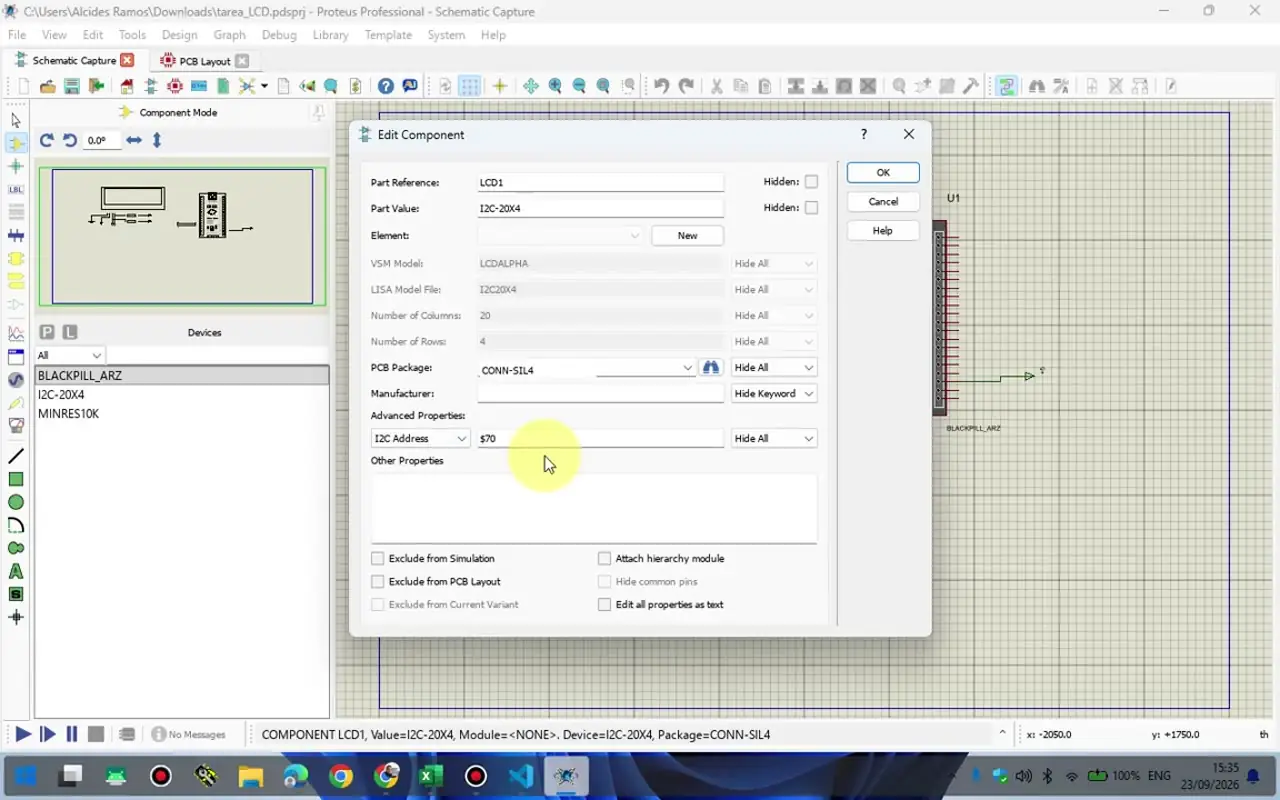 C:\Users\Alcides Ramos\Downloads\tarea_LCD.pdsprj - Proteus Professional - Schematic Capture
File View Edit Tools Design Graph Debug Library Template System Help
Schematic Capture PCB Layout
Component Mode
0.0°
LBL
P L Devices
All
BLACKPILL_ARZ
I2C-20X4
MINRES10K
Edit Component
Part Reference: LCD1 Hidden:
Part Value: I2C-20X4 Hidden:
Element: New
VSM Model: LCDALPHA Hide All
LISA Model File: I2C20X4 Hide All
Number of Columns: 20 Hide All
Number of Rows: 4 Hide All
PCB Package: CONN-SIL4 Hide All
Manufacturer: Hide Keyword
Advanced Properties:
I2C Address $70 Hide All
Other Properties
Exclude from Simulation Attach hierarchy module
Exclude from PCB Layout Hide common pins
Exclude from Current Variant Edit all properties as text
OK
Cancel
Help
U1
BLACKPILL_ARZ
No Messages COMPONENT LCD1, Value=I2C-20X4, Module=<NONE>. Device=I2C-20X4, Package=CONN-SIL4 x: -2050.0 y: +1750.0 th
100% ENG 15:35
23/09/2026